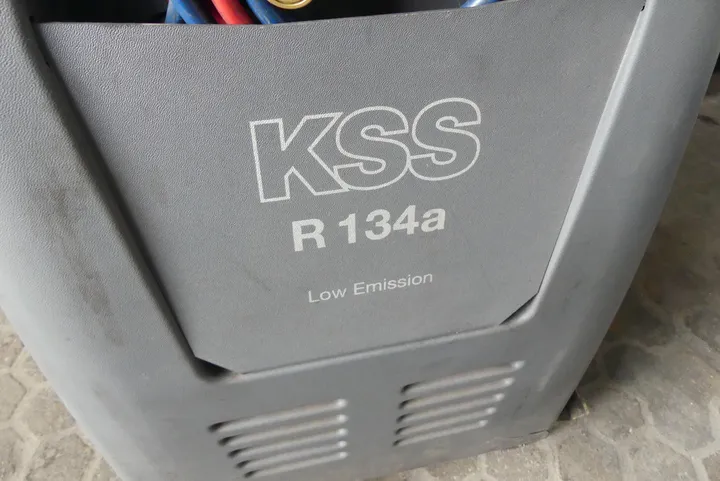 KSS
R 134a
Low Emission